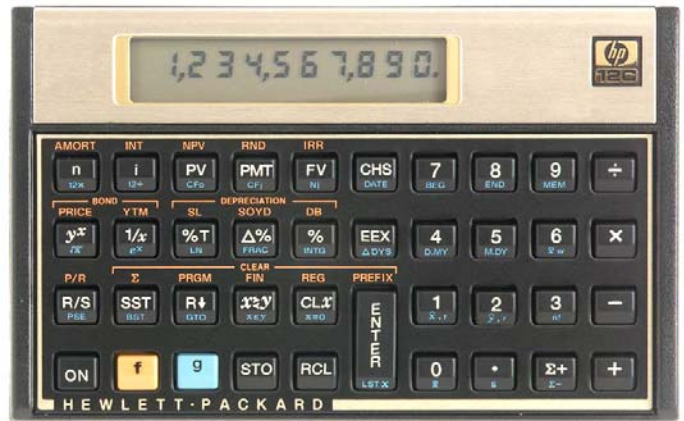 1,234,567,890.
hp
12C
AMORT INT NPV RND IRR
n i PV PMT FV CHS 7 8 9 ÷
12× 12÷ CFo CFj Nj DATE BEG END MEM
BOND DEPRECIATION
PRICE YTM SL SOYD DB
yˣ 1/x %T Δ% % EEX 4 5 6 ×
√x eˣ LN FRAC INTG ΔDYS D.MY M.DY x̄w
CLEAR
P/R Σ PRGM FIN REG PREFIX
R/S SST R↓ x≷y CLx ENTER 1 2 3 −
PSE BST GTO x≤y x=0 x̂,r ŷ,r n!
ON f g STO RCL 0 · Σ+ +
LST X x̄ s Σ−
HEWLETT·PACKARD